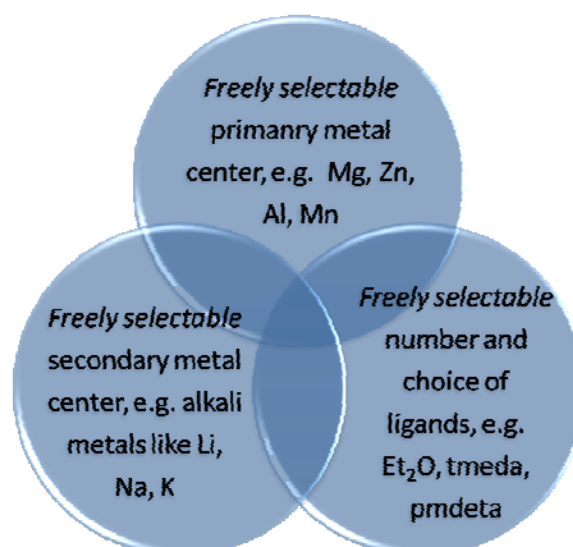 Freely selectable
primanry metal
center, e.g. Mg, Zn,
Al, Mn
Freely selectable
secondary metal
center, e.g. alkali
metals like Li,
Na, K
Freely selectable
number and
choice of
ligands, e.g.
Et₂O, tmeda,
pmdeta